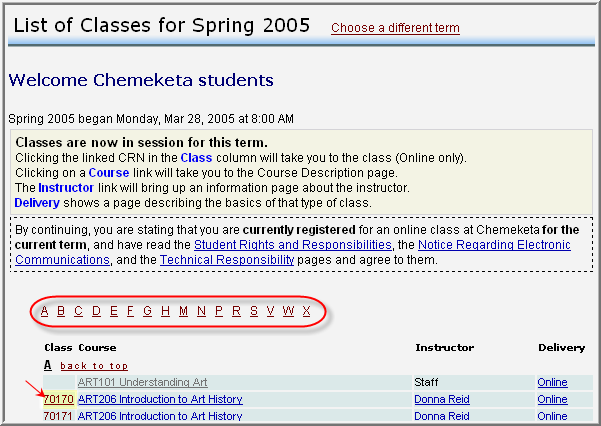 List of Classes for Spring 2005 Choose a different term
Welcome Chemeketa students
Spring 2005 began Monday, Mar 28, 2005 at 8:00 AM
Classes are now in session for this term.
Clicking the linked CRN in the Class column will take you to the class (Online only).
Clicking on a Course link will take you to the Course Description page.
The Instructor link will bring up an information page about the instructor.
Delivery shows a page describing the basics of that type of class.
By continuing, you are stating that you are currently registered for an online class at Chemeketa for the
current term, and have read the Student Rights and Responsibilities, the Notice Regarding Electronic
Communications, and the Technical Responsibility pages and agree to them.
A B C D E F G H M N P R S V W X
Class Course Instructor Delivery
A back to top
ART101 Understanding Art Staff Online
70170 ART206 Introduction to Art History Donna Reid Online
70171 ART206 Introduction to Art History Donna Reid Online